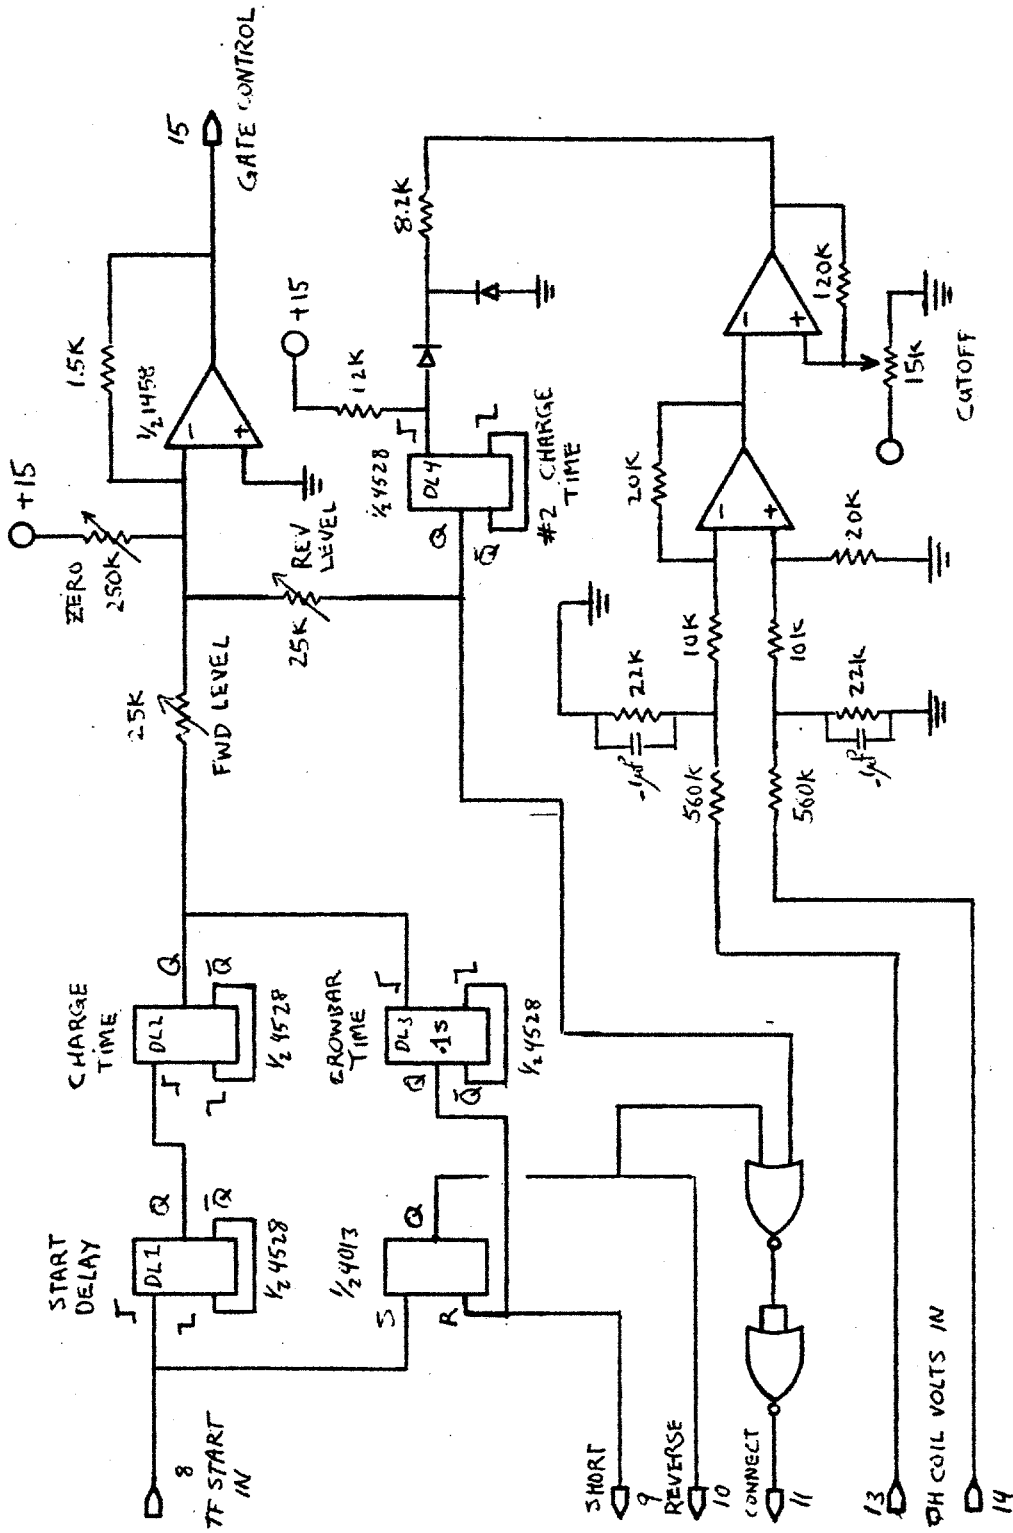 8
TF START
IN
START
DELAY
DL1
Q
Q̄
½ 4528
CHARGE
TIME
DL2
Q
Q̄
½ 4528
½ 4013
S
R
Q
CROWBAR
TIME
DL3
.1s
Q
Q̄
½ 4528
25K
FWD LEVEL
ZERO
250K
+15
25K
REV
LEVEL
1.5K
½ 1458
-
+
15
GATE CONTROL
Q
Q̄
½ 4528
DL4
#2 CHARGE
TIME
12K
+15
8.2K
SHORT
9
REVERSE
10
CONNECT
11
13
ØH COIL VOLTS IN
14
560K
560K
.1µF
22K
.1µF
22K
10K
10K
20K
20K
-
+
-
+
120K
15K
CUTOFF